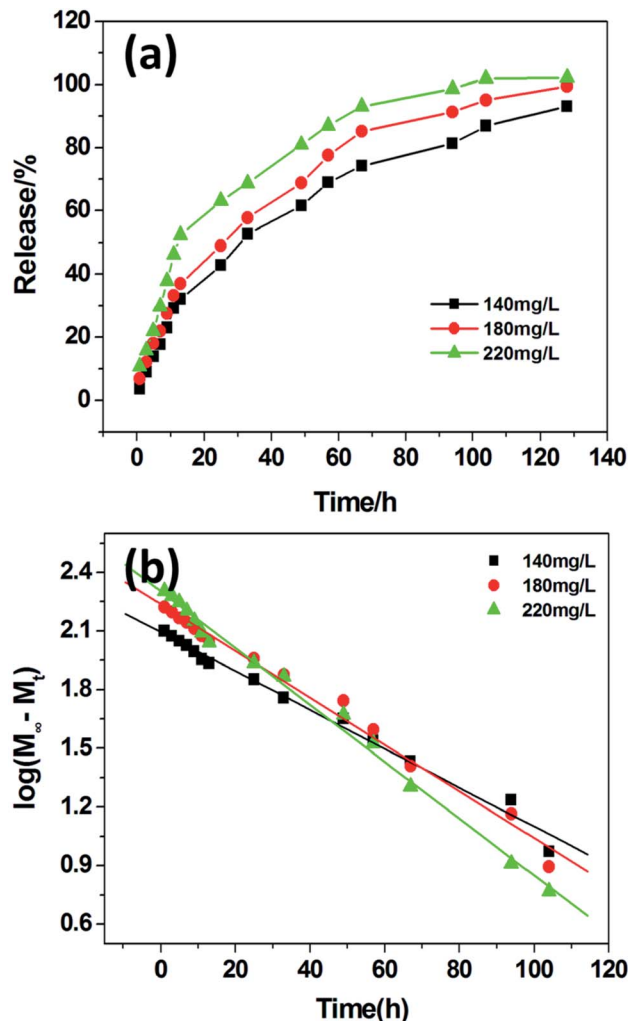 (a)
120
100
80
60
40
20
0
Release/%
140mg/L
180mg/L
220mg/L
0 20 40 60 80 100 120 140
Time/h
(b)
2.4
2.1
1.8
1.5
1.2
0.9
0.6
log(M∞- Mt)
140mg/L
180mg/L
220mg/L
0 20 40 60 80 100 120
Time(h)